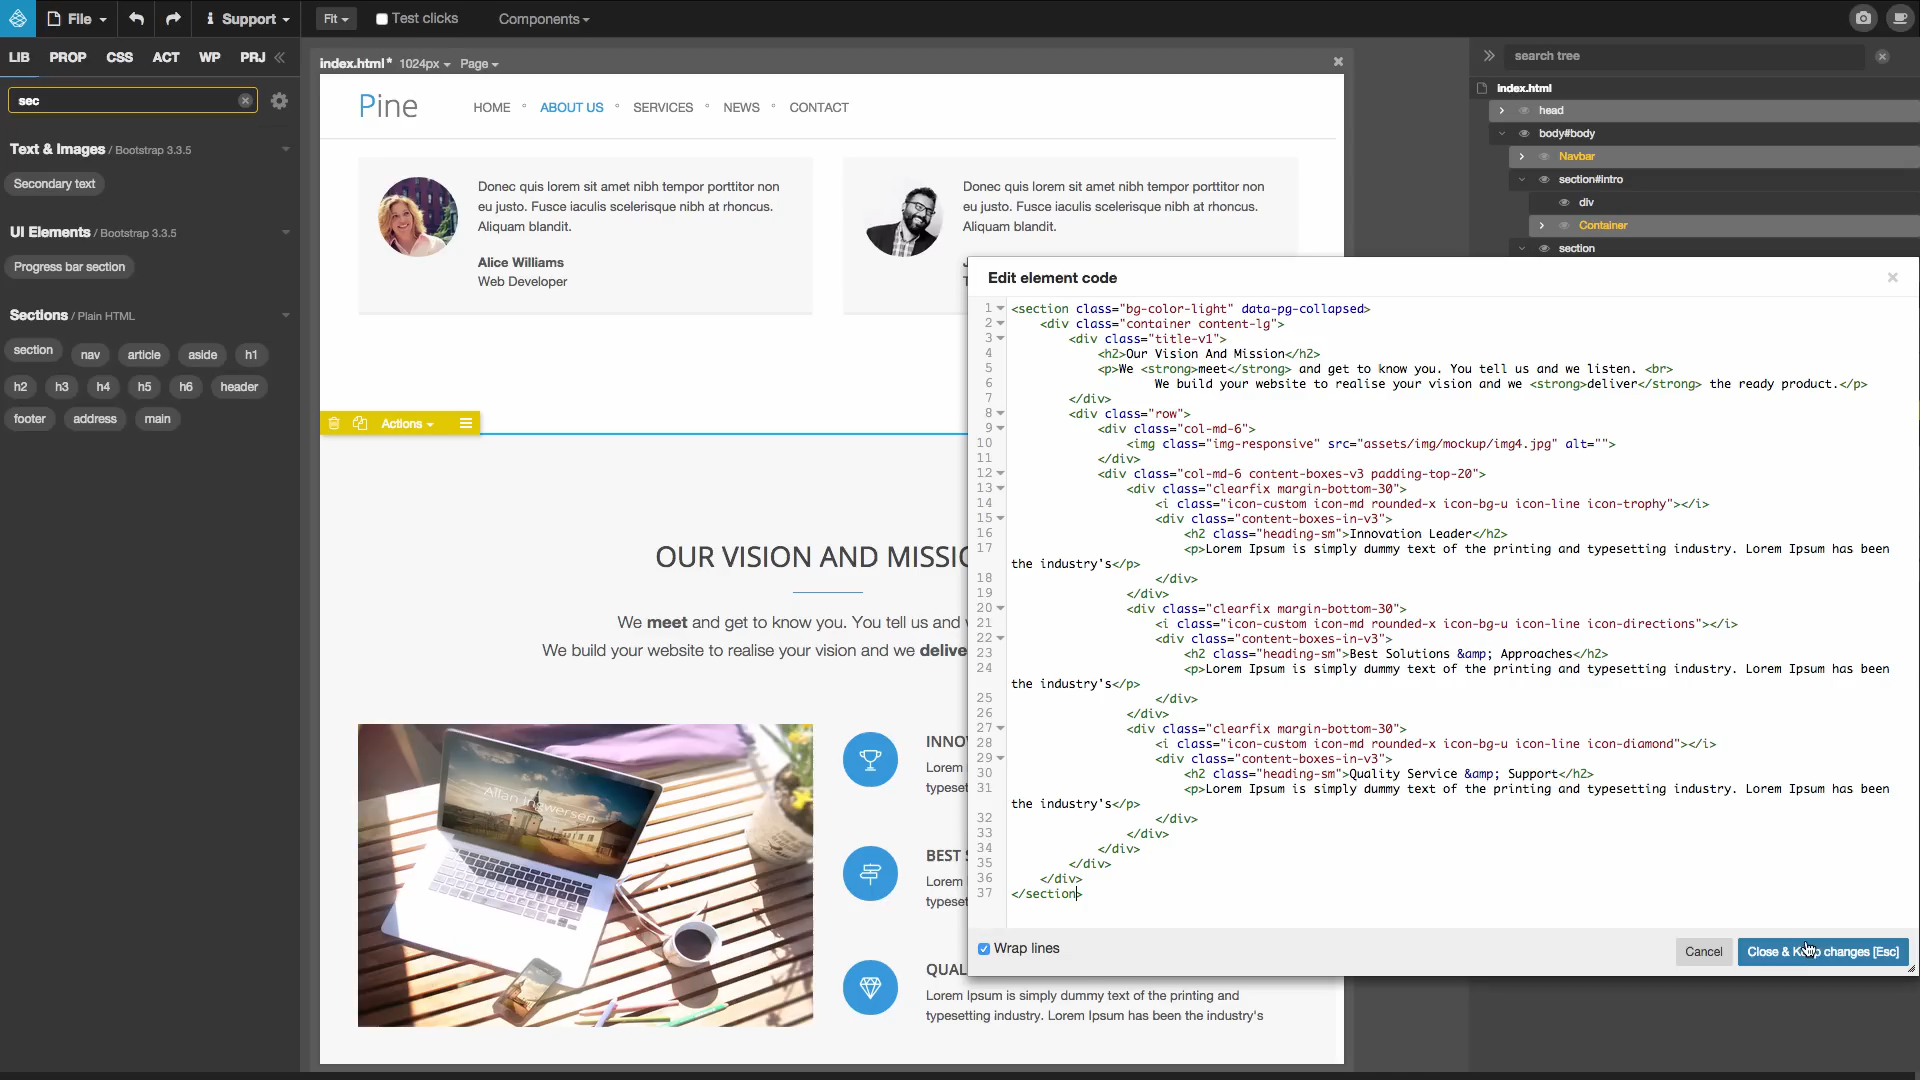 File
Support
Fit
Test clicks
Components
LIB
PROP
CSS
ACT
WP
PRJ
sec
Text & Images / Bootstrap 3.3.5
Secondary text
UI Elements / Bootstrap 3.3.5
Progress bar section
Sections / Plain HTML
section nav article aside h1
h2 h3 h4 h5 h6 header
footer address main
index.html* 1024px Page
Pine
HOME ABOUT US SERVICES NEWS CONTACT
Donec quis lorem sit amet nibh tempor porttitor non
eu justo. Fusce iaculis scelerisque nibh at rhoncus.
Aliquam blandit.
Alice Williams
Web Developer
Donec quis lorem sit amet nibh tempor porttitor non
eu justo. Fusce iaculis scelerisque nibh at rhoncus.
Aliquam blandit.
Actions
OUR VISION AND MISSIO
We meet and get to know you. You tell us and
We build your website to realise your vision and we delive
Allan Ingwersen
INNO
Lorem
typeset
BEST
Lorem
typeset
QUAL
Lorem Ipsum is simply dummy text of the printing and
typesetting industry. Lorem Ipsum has been the industry's
search tree
index.html
head
body#body
Navbar
section#intro
div
Container
section
Edit element code
1 <section class="bg-color-light" data-pg-collapsed>
2 <div class="container content-lg">
3 <div class="title-v1">
4 <h2>Our Vision And Mission</h2>
5 <p>We <strong>meet</strong> and get to know you. You tell us and we listen. <br>
6 We build your website to realise your vision and we <strong>deliver</strong> the ready product.</p>
7 </div>
8 <div class="row">
9 <div class="col-md-6">
10 <img class="img-responsive" src="assets/img/mockup/img4.jpg" alt="">
11 </div>
12 <div class="col-md-6 content-boxes-v3 padding-top-20">
13 <div class="clearfix margin-bottom-30">
14 <i class="icon-custom icon-md rounded-x icon-bg-u icon-line icon-trophy"></i>
15 <div class="content-boxes-in-v3">
16 <h2 class="heading-sm">Innovation Leader</h2>
17 <p>Lorem Ipsum is simply dummy text of the printing and typesetting industry. Lorem Ipsum has been
the industry's</p>
18 </div>
19 </div>
20 <div class="clearfix margin-bottom-30">
21 <i class="icon-custom icon-md rounded-x icon-bg-u icon-line icon-directions"></i>
22 <div class="content-boxes-in-v3">
23 <h2 class="heading-sm">Best Solutions &amp; Approaches</h2>
24 <p>Lorem Ipsum is simply dummy text of the printing and typesetting industry. Lorem Ipsum has been
the industry's</p>
25 </div>
26 </div>
27 <div class="clearfix margin-bottom-30">
28 <i class="icon-custom icon-md rounded-x icon-bg-u icon-line icon-diamond"></i>
29 <div class="content-boxes-in-v3">
30 <h2 class="heading-sm">Quality Service &amp; Support</h2>
31 <p>Lorem Ipsum is simply dummy text of the printing and typesetting industry. Lorem Ipsum has been
the industry's</p>
32 </div>
33 </div>
34 </div>
35 </div>
36 </div>
37 </section>
Wrap lines
Cancel
Close & Keep changes [Esc]